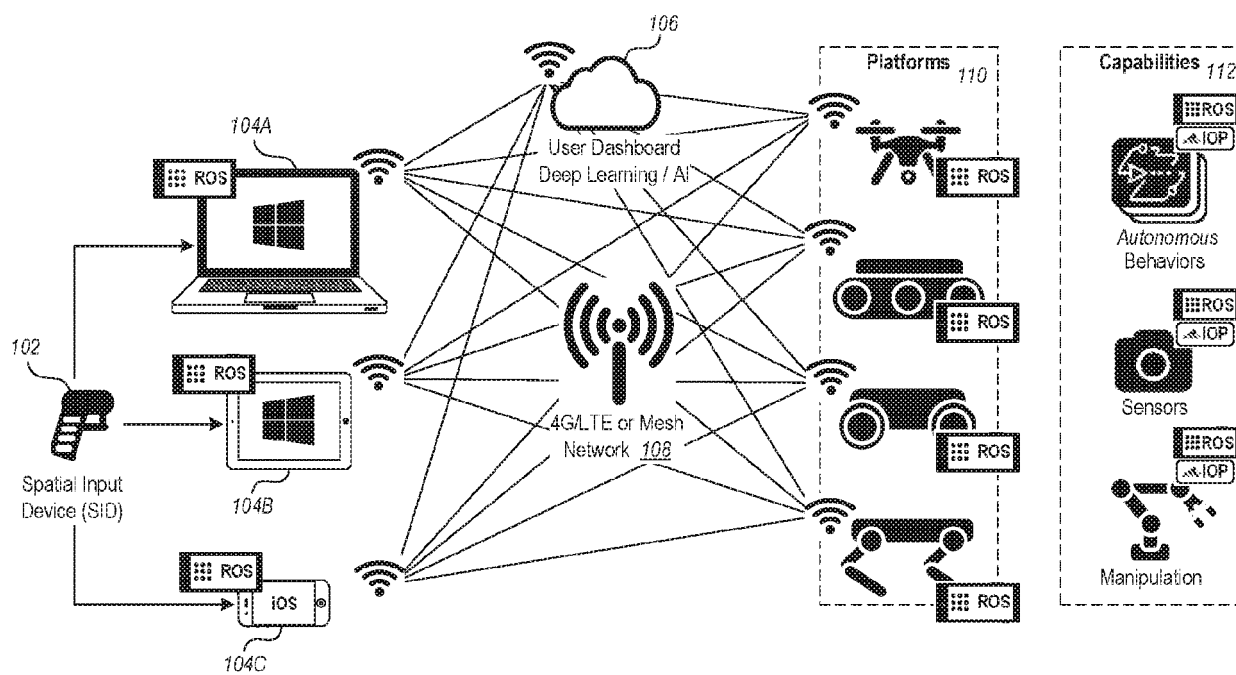 106
Platforms 110
Capabilities 112
104A
ROS
ROS
IOP
User Dashboard
Deep Learning / AI
ROS
Autonomous
Behaviors
102
ROS
ROS
ROS
IOP
4G/LTE or Mesh
Network 108
Sensors
ROS
ROS
IOP
Spatial Input
Device (SID)
104B
ROS
iOS
Manipulation
ROS
104C